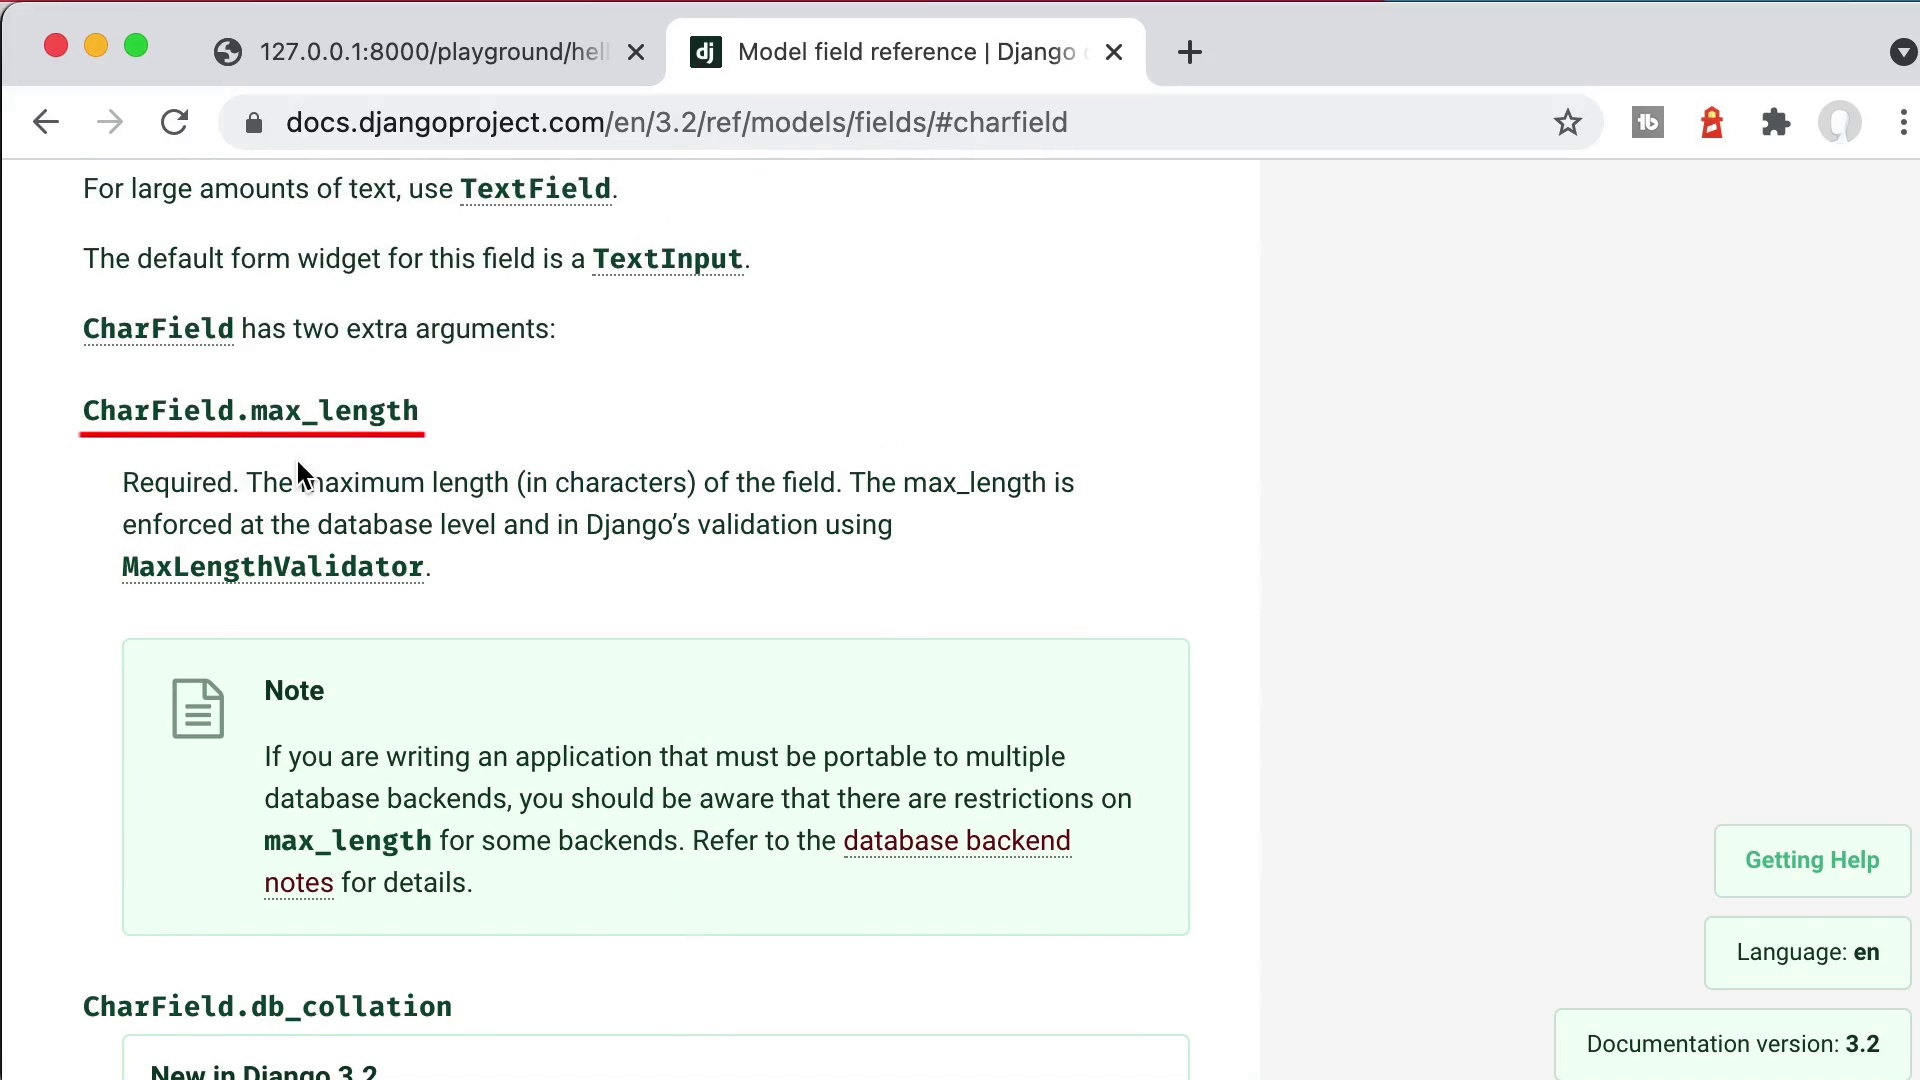 127.0.0.1:8000/playground/hell
Model field reference | Django
docs.djangoproject.com/en/3.2/ref/models/fields/#charfield
For large amounts of text, use TextField.
The default form widget for this field is a TextInput.
CharField has two extra arguments:
CharField.max_length
Required. The maximum length (in characters) of the field. The max_length is
enforced at the database level and in Django’s validation using
MaxLengthValidator.
Note
If you are writing an application that must be portable to multiple
database backends, you should be aware that there are restrictions on
max_length for some backends. Refer to the database backend
notes for details.
CharField.db_collation
New in Django 3.2
Getting Help
Language: en
Documentation version: 3.2